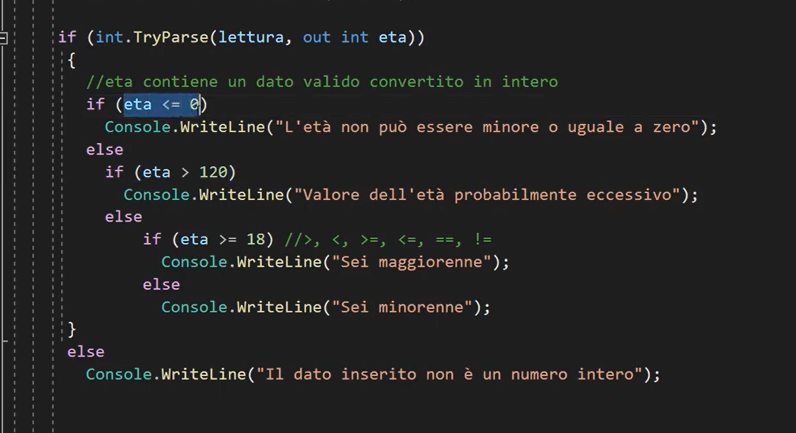 if (int.TryParse(lettura, out int eta))
{
//eta contiene un dato valido convertito in intero
if (eta <= 0)
Console.WriteLine("L'età non può essere minore o uguale a zero");
else
if (eta > 120)
Console.WriteLine("Valore dell'età probabilmente eccessivo");
else
if (eta >= 18) //>, <, >=, <=, ==, !=
Console.WriteLine("Sei maggiorenne");
else
Console.WriteLine("Sei minorenne");
}
else
Console.WriteLine("Il dato inserito non è un numero intero");